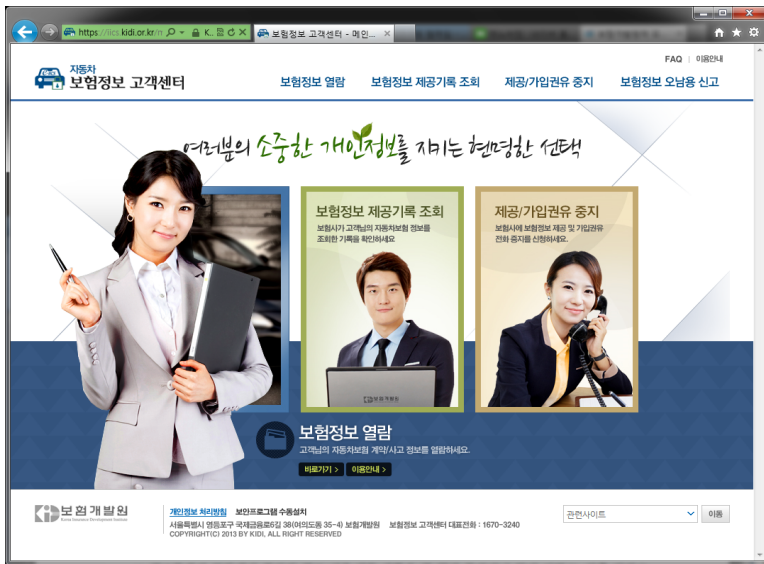 https://iics.kidi.or.kr/n
보험정보 고객센터 - 메인...
FAQ | 이용안내
자동차
보험정보 고객센터
보험정보 열람 보험정보 제공기록 조회 제공/가입권유 중지 보험정보 오남용 신고
여러분의 소중한 개인정보를 지키는 현명한 선택
보험정보 제공기록 조회
보험사가 고객님의 자동차보험 정보를
조회한 기록을 확인하세요
제공/가입권유 중지
보험사에 보험정보 제공 및 가입권유
전화 중지를 신청하세요.
보험개발원
보험정보 열람
고객님의 자동차보험 계약/사고 정보를 열람하세요.
바로가기 > 이용안내 >
KiDi 보험개발원
Korea Insurance Development Institute
개인정보 처리방침 보안프로그램 수동설치
서울특별시 영등포구 국제금융로6길 38(여의도동 35-4) 보험개발원 보험정보 고객센터 대표전화 : 1670-3240
COPYRIGHT(C) 2013 BY KIDI, ALL RIGHT RESERVED
관련사이트
이동